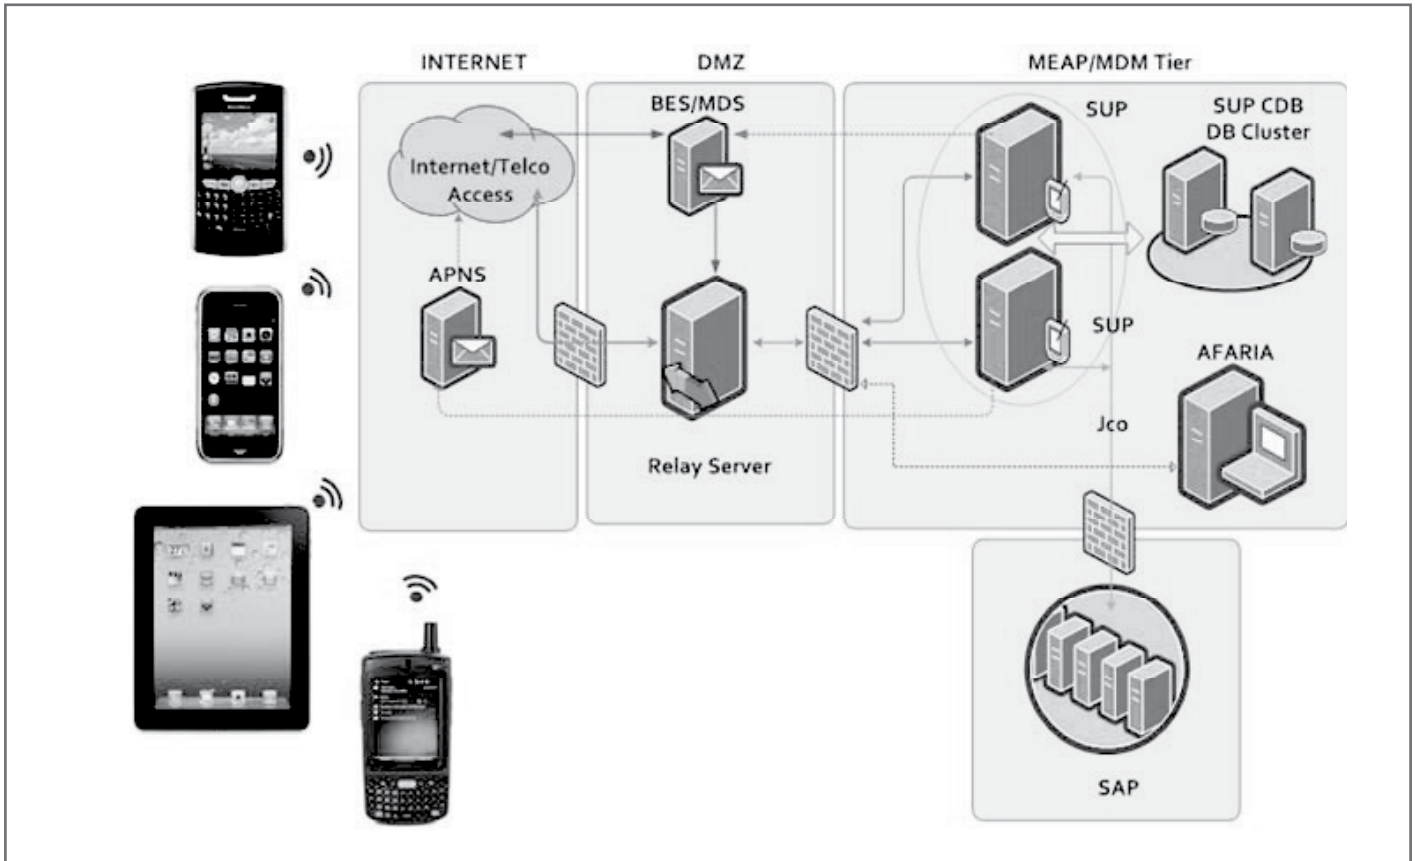 INTERNET
DMZ
MEAP/MDM Tier
BES/MDS
SUP
SUP CDB
DB Cluster
Internet/Telco
Access
APNS
SUP
AFARIA
Jco
Relay Server
SAP